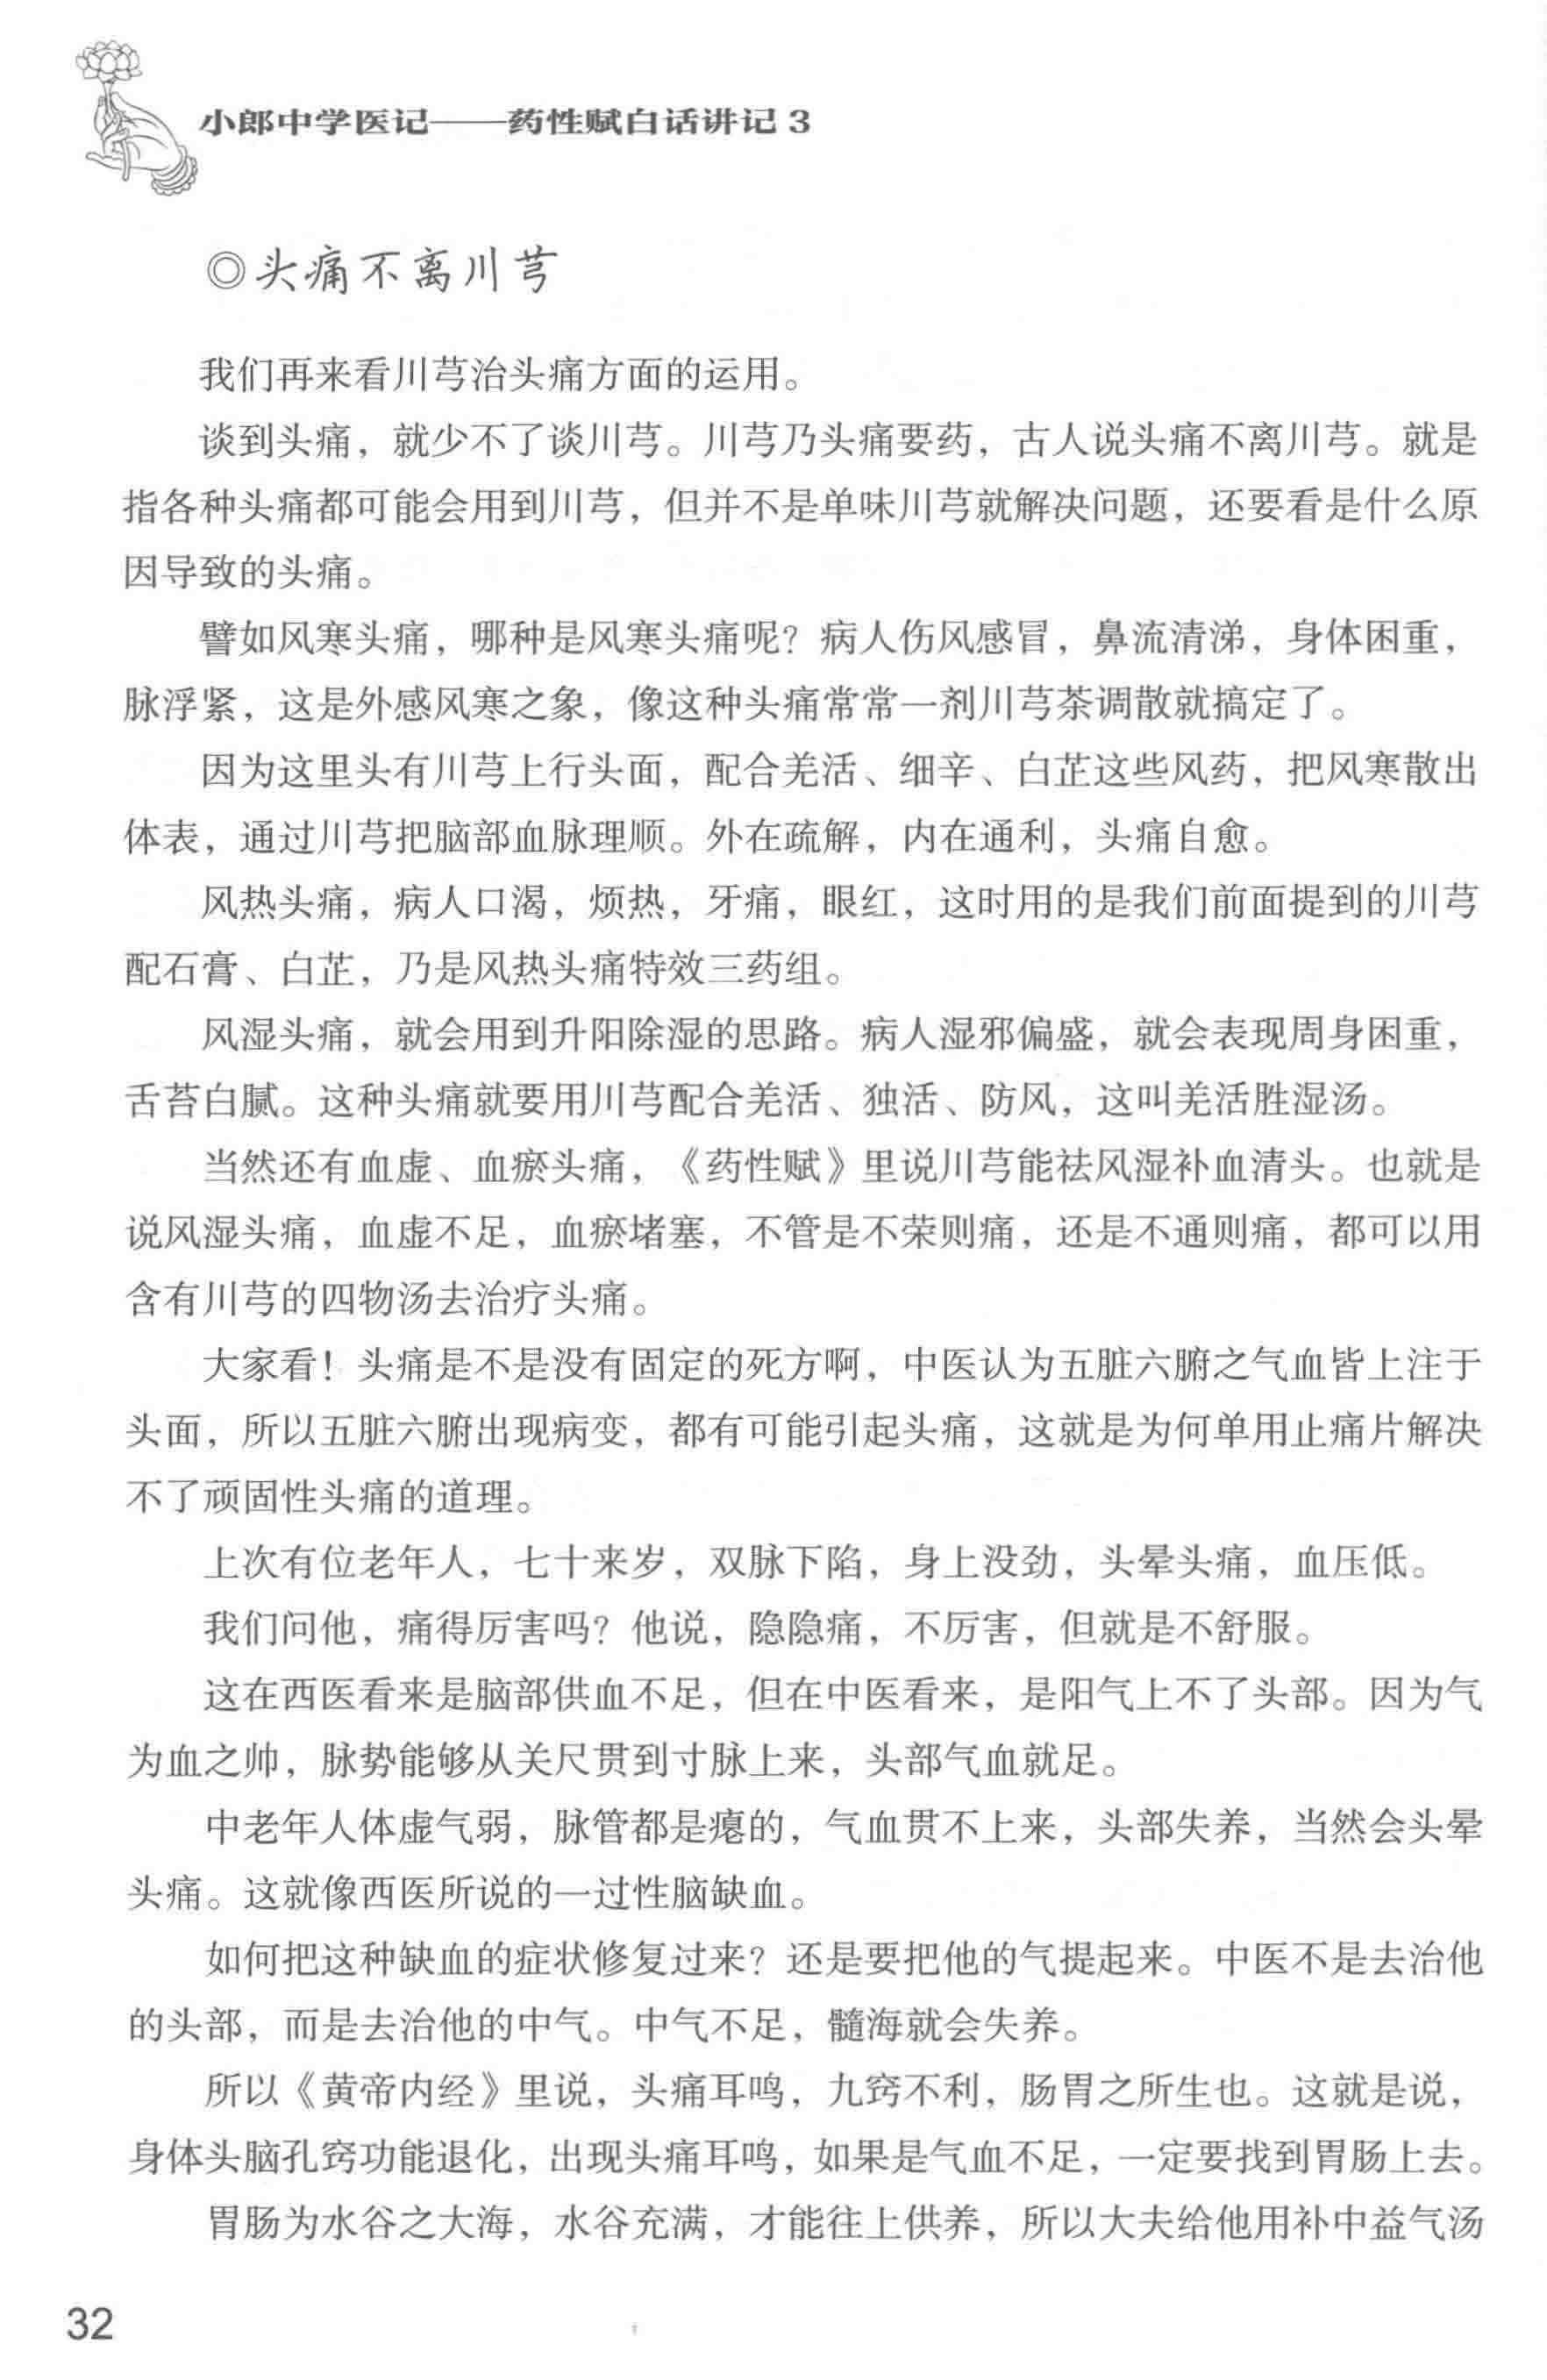 小郎中学医记——药性赋白话讲记3
◎头痛不离川芎
我们再来看川芎治头痛方面的运用。
谈到头痛，就少不了谈川芎。川芎乃头痛要药，古人说头痛不离川芎。就是
指各种头痛都可能会用到川芎，但并不是单味川芎就解决问题，还要看是什么原
因导致的头痛。
譬如风寒头痛，哪种是风寒头痛呢？病人伤风感冒，鼻流清涕，身体困重，
脉浮紧，这是外感风寒之象，像这种头痛常常一剂川芎茶调散就搞定了。
因为这里头有川芎上行头面，配合羌活、细辛、白芷这些风药，把风寒散出
体表，通过川芎把脑部血脉理顺。外在疏解，内在通利，头痛自愈。
风热头痛，病人口渴，烦热，牙痛，眼红，这时用的是我们前面提到的川芎
配石膏、白芷，乃是风热头痛特效三药组。
风湿头痛，就会用到升阳除湿的思路。病人湿邪偏盛，就会表现周身困重，
舌苔白腻。这种头痛就要用川芎配合羌活、独活、防风，这叫羌活胜湿汤。
当然还有血虚、血瘀头痛，《药性赋》里说川芎能祛风湿补血清头。也就是
说风湿头痛，血虚不足，血瘀堵塞，不管是不荣则痛，还是不通则痛，都可以用
含有川芎的四物汤去治疗头痛。
大家看！头痛是不是没有固定的死方啊，中医认为五脏六腑之气血皆上注于
头面，所以五脏六腑出现病变，都有可能引起头痛，这就是为何单用止痛片解决
不了顽固性头痛的道理。
上次有位老年人，七十来岁，双脉下陷，身上没劲，头晕头痛，血压低。
我们问他，痛得厉害吗？他说，隐隐痛，不厉害，但就是不舒服。
这在西医看来是脑部供血不足，但在中医看来，是阳气上不了头部。因为气
为血之帅，脉势能够从关尺贯到寸脉上来，头部气血就足。
中老年人体虚气弱，脉管都是瘪的，气血贯不上来，头部失养，当然会头晕
头痛。这就像西医所说的一过性脑缺血。
如何把这种缺血的症状修复过来？还是要把他的气提起来。中医不是去治他
的头部，而是去治他的中气。中气不足，髓海就会失养。
所以《黄帝内经》里说，头痛耳鸣，九窍不利，肠胃之所生也。这就是说，
身体头脑孔窍功能退化，出现头痛耳鸣，如果是气血不足，一定要找到胃肠上去。
胃肠为水谷之大海，水谷充满，才能往上供养，所以大夫给他用补中益气汤
32